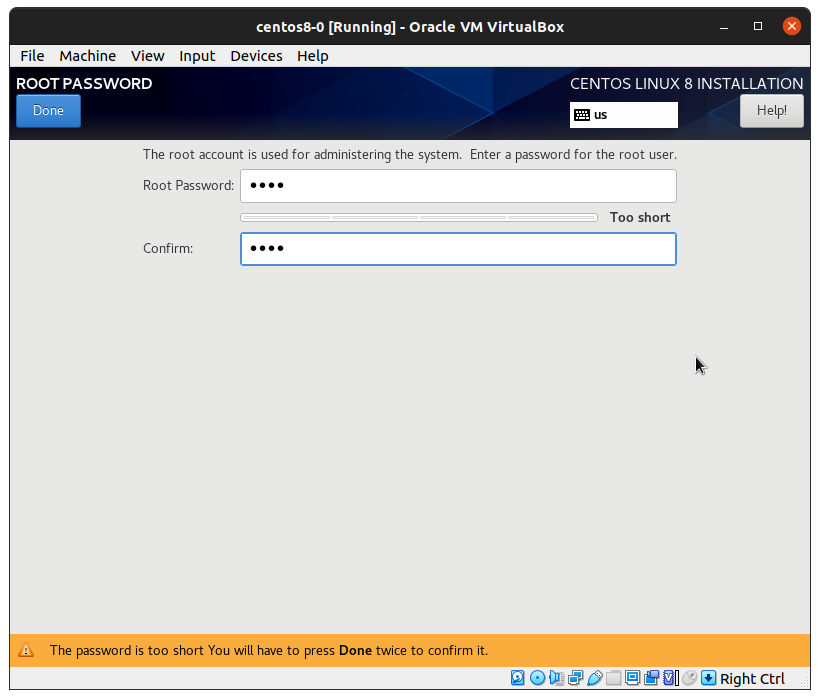 centos8-0 [Running] - Oracle VM VirtualBox
File Machine View Input Devices Help
ROOT PASSWORD
CENTOS LINUX 8 INSTALLATION
Done
us
Help!
The root account is used for administering the system. Enter a password for the root user.
Root Password: ●●●●
Too short
Confirm: ●●●●
The password is too short You will have to press Done twice to confirm it.
Right Ctrl